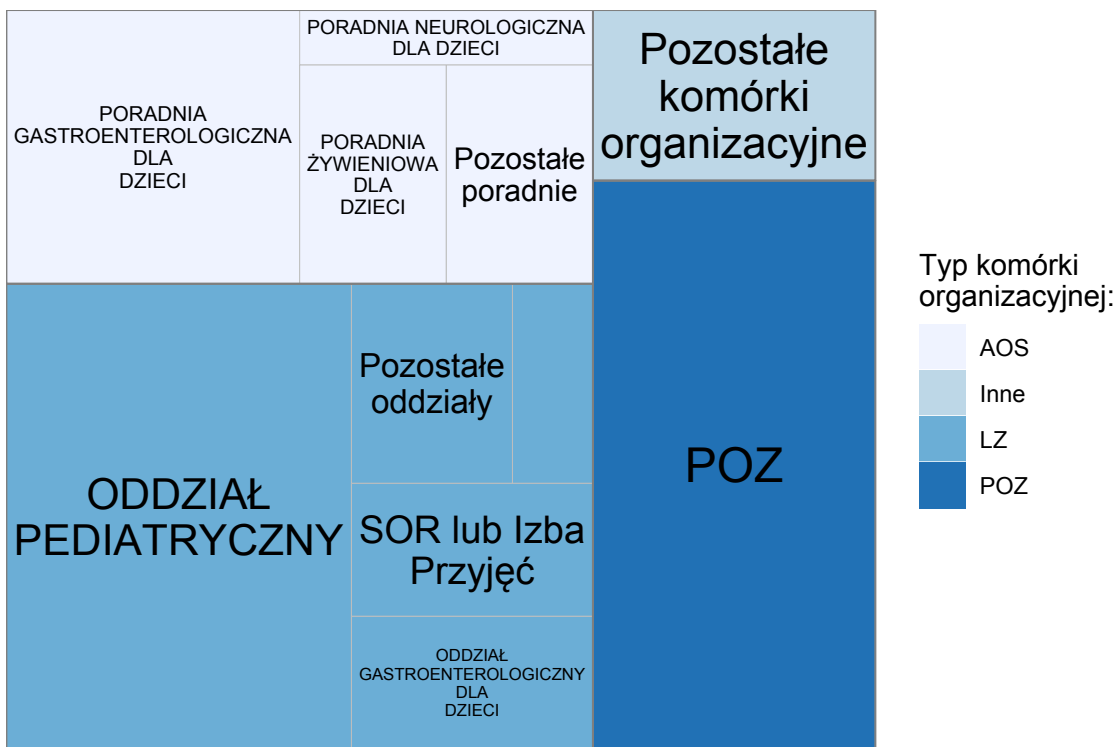 PORADNIA
GASTROENTEROLOGICZNA
DLA
DZIECI
PORADNIA NEUROLOGICZNA
DLA DZIECI
PORADNIA
ŻYWIENIOWA
DLA
DZIECI
Pozostałe
poradnie
Pozostałe
komórki
organizacyjne
ODDZIAŁ
PEDIATRYCZNY
Pozostałe
oddziały
SOR lub Izba
Przyjęć
ODDZIAŁ
GASTROENTEROLOGICZNY
DLA
DZIECI
POZ
Typ komórki
organizacyjnej:
AOS
Inne
LZ
POZ